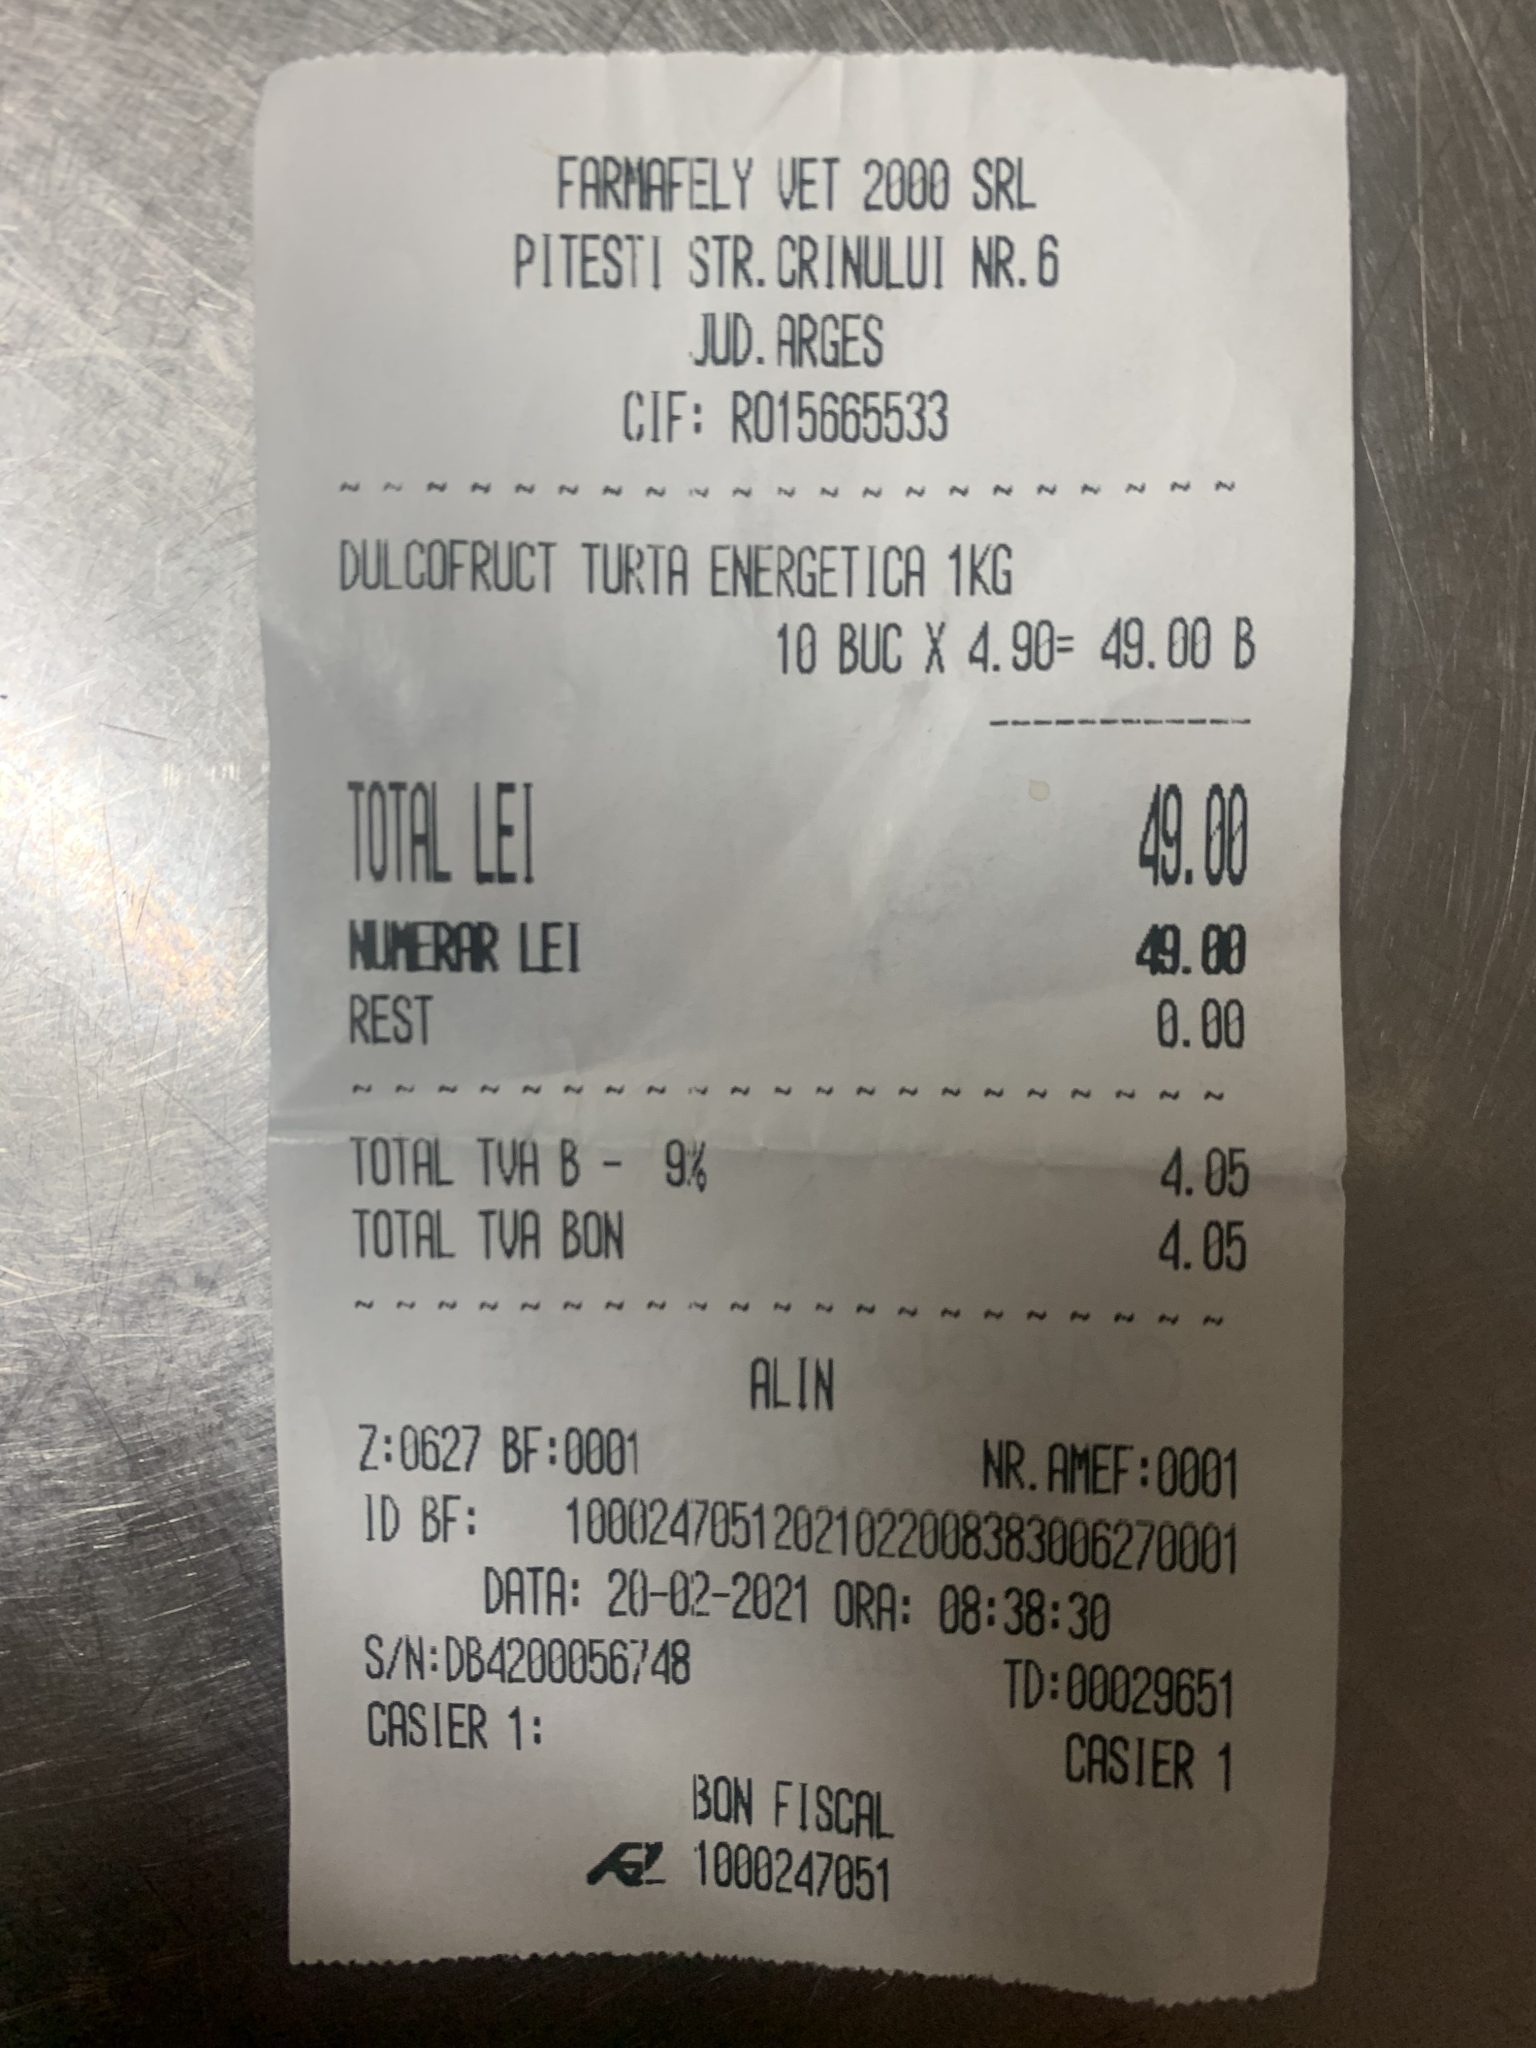 FARMAFELY VET 2000 SRL
PITESTI STR.CRINULUI NR.6
JUD.ARGES
CIF: RO15665533
~ ~ ~ ~ ~ ~ ~ ~ ~ ~ ~ ~ ~ ~ ~ ~ ~ ~ ~ ~ ~
DULCOFRUCT TURTA ENERGETICA 1KG
10 BUC X 4.90= 49.00 B
------------
TOTAL LEI 49.00
NUMERAR LEI 49.00
REST 0.00
~ ~ ~ ~ ~ ~ ~ ~ ~ ~ ~ ~ ~ ~ ~ ~ ~ ~ ~ ~ ~
TOTAL TVA B - 9% 4.05
TOTAL TVA BON 4.05
~ ~ ~ ~ ~ ~ ~ ~ ~ ~ ~ ~ ~ ~ ~ ~ ~ ~ ~ ~ ~
ALIN
Z:0627 BF:0001 NR.AMEF:0001
ID BF: 1000247051202102200838300627​0001
DATA: 20-02-2021 ORA: 08:38:30
S/N:DB4200056748 TD:00029651
CASIER 1: CASIER 1
BON FISCAL
1000247051